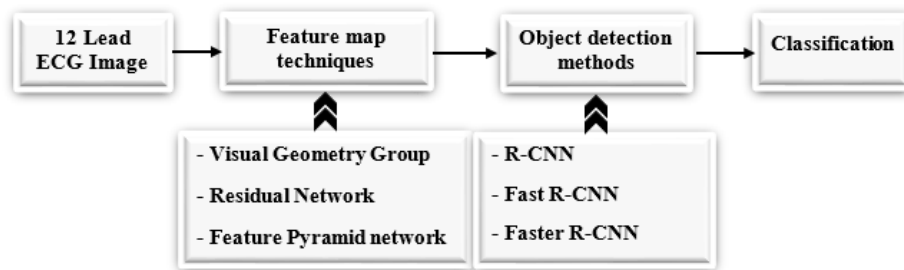 12 Lead
ECG Image
Feature map
techniques
Object detection
methods
Classification
- Visual Geometry Group
- Residual Network
- Feature Pyramid network
- R-CNN
- Fast R-CNN
- Faster R-CNN